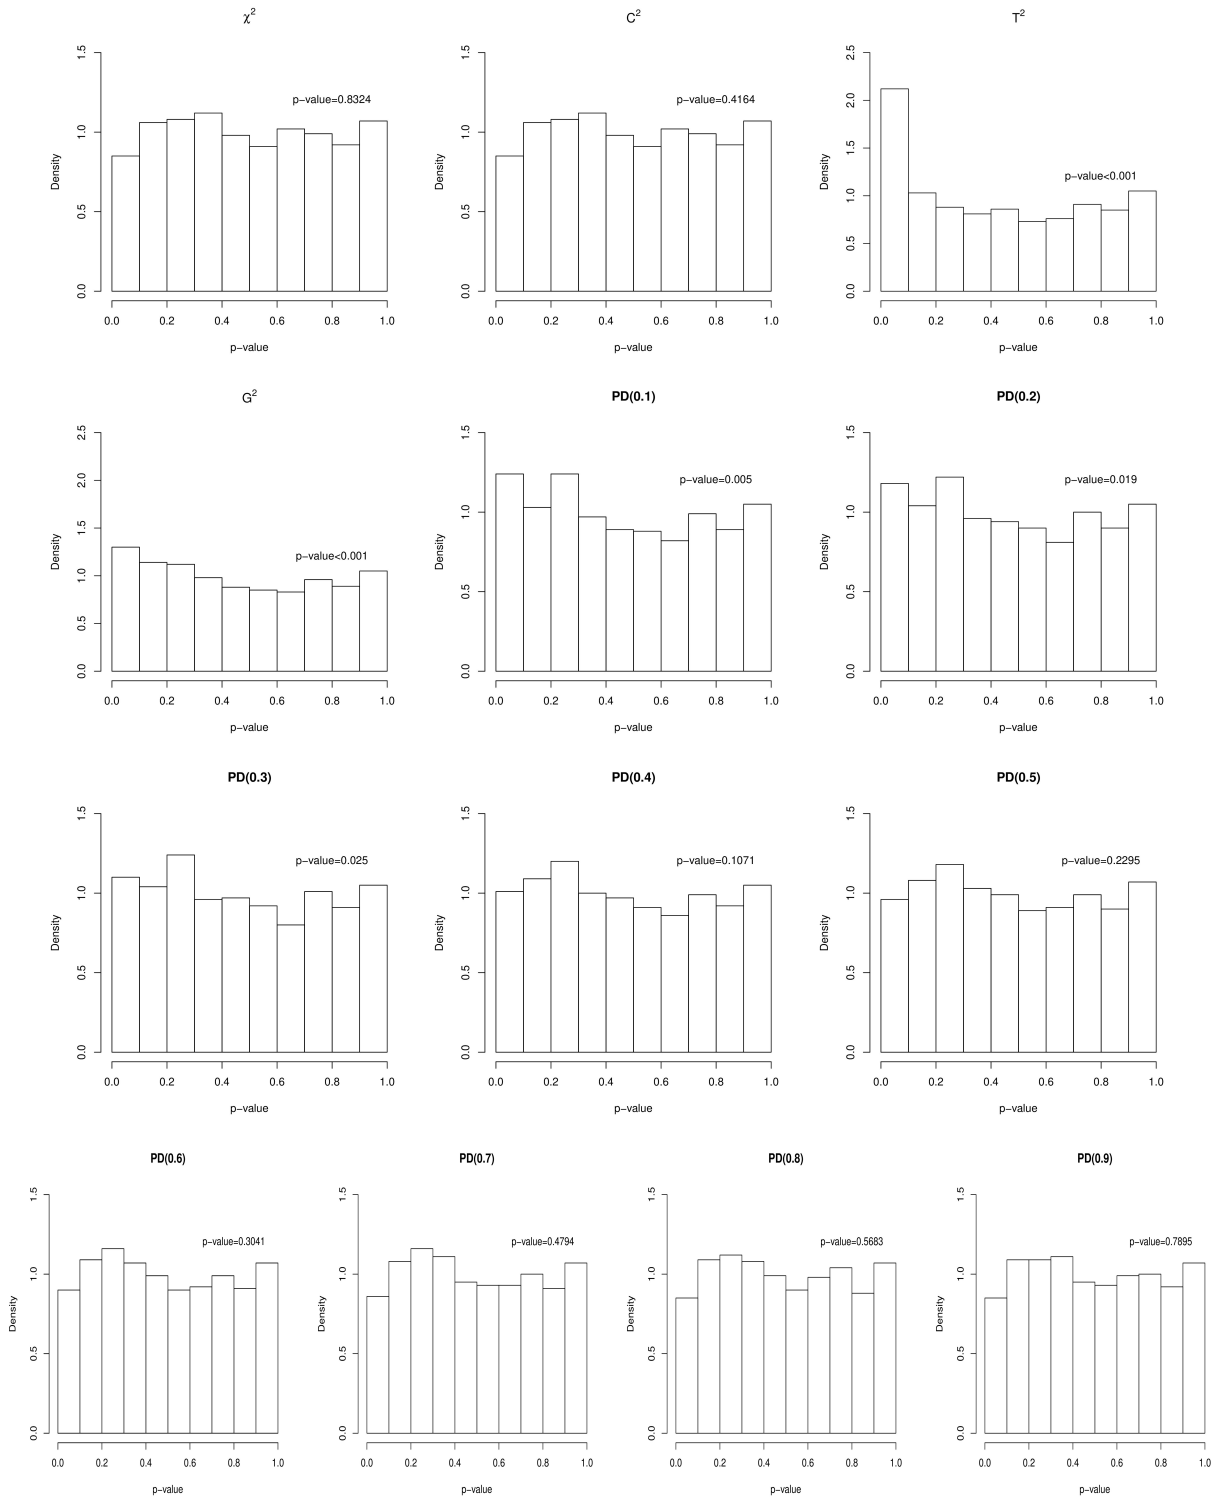 χ² C² T²
p−value=0.8324 p−value=0.4164 p−value<0.001
Density Density Density
0.0 0.5 1.0 1.5 0.0 0.5 1.0 1.5 0.0 0.5 1.0 1.5 2.0 2.5
0.0 0.2 0.4 0.6 0.8 1.0 0.0 0.2 0.4 0.6 0.8 1.0 0.0 0.2 0.4 0.6 0.8 1.0
p−value p−value p−value
G² PD(0.1) PD(0.2)
p−value<0.001 p−value=0.005 p−value=0.019
Density Density Density
0.0 0.5 1.0 1.5 2.0 2.5 0.0 0.5 1.0 1.5 0.0 0.5 1.0 1.5
0.0 0.2 0.4 0.6 0.8 1.0 0.0 0.2 0.4 0.6 0.8 1.0 0.0 0.2 0.4 0.6 0.8 1.0
p−value p−value p−value
PD(0.3) PD(0.4) PD(0.5)
p−value=0.025 p−value=0.1071 p−value=0.2295
Density Density Density
0.0 0.5 1.0 1.5 0.0 0.5 1.0 1.5 0.0 0.5 1.0 1.5
0.0 0.2 0.4 0.6 0.8 1.0 0.0 0.2 0.4 0.6 0.8 1.0 0.0 0.2 0.4 0.6 0.8 1.0
p−value p−value p−value
PD(0.6) PD(0.7) PD(0.8) PD(0.9)
p−value=0.3041 p−value=0.4794 p−value=0.5683 p−value=0.7895
Density Density Density Density
0.0 0.5 1.0 1.5 0.0 0.5 1.0 1.5 0.0 0.5 1.0 1.5 0.0 0.5 1.0 1.5
0.0 0.2 0.4 0.6 0.8 1.0 0.0 0.2 0.4 0.6 0.8 1.0 0.0 0.2 0.4 0.6 0.8 1.0 0.0 0.2 0.4 0.6 0.8 1.0
p−value p−value p−value p−value